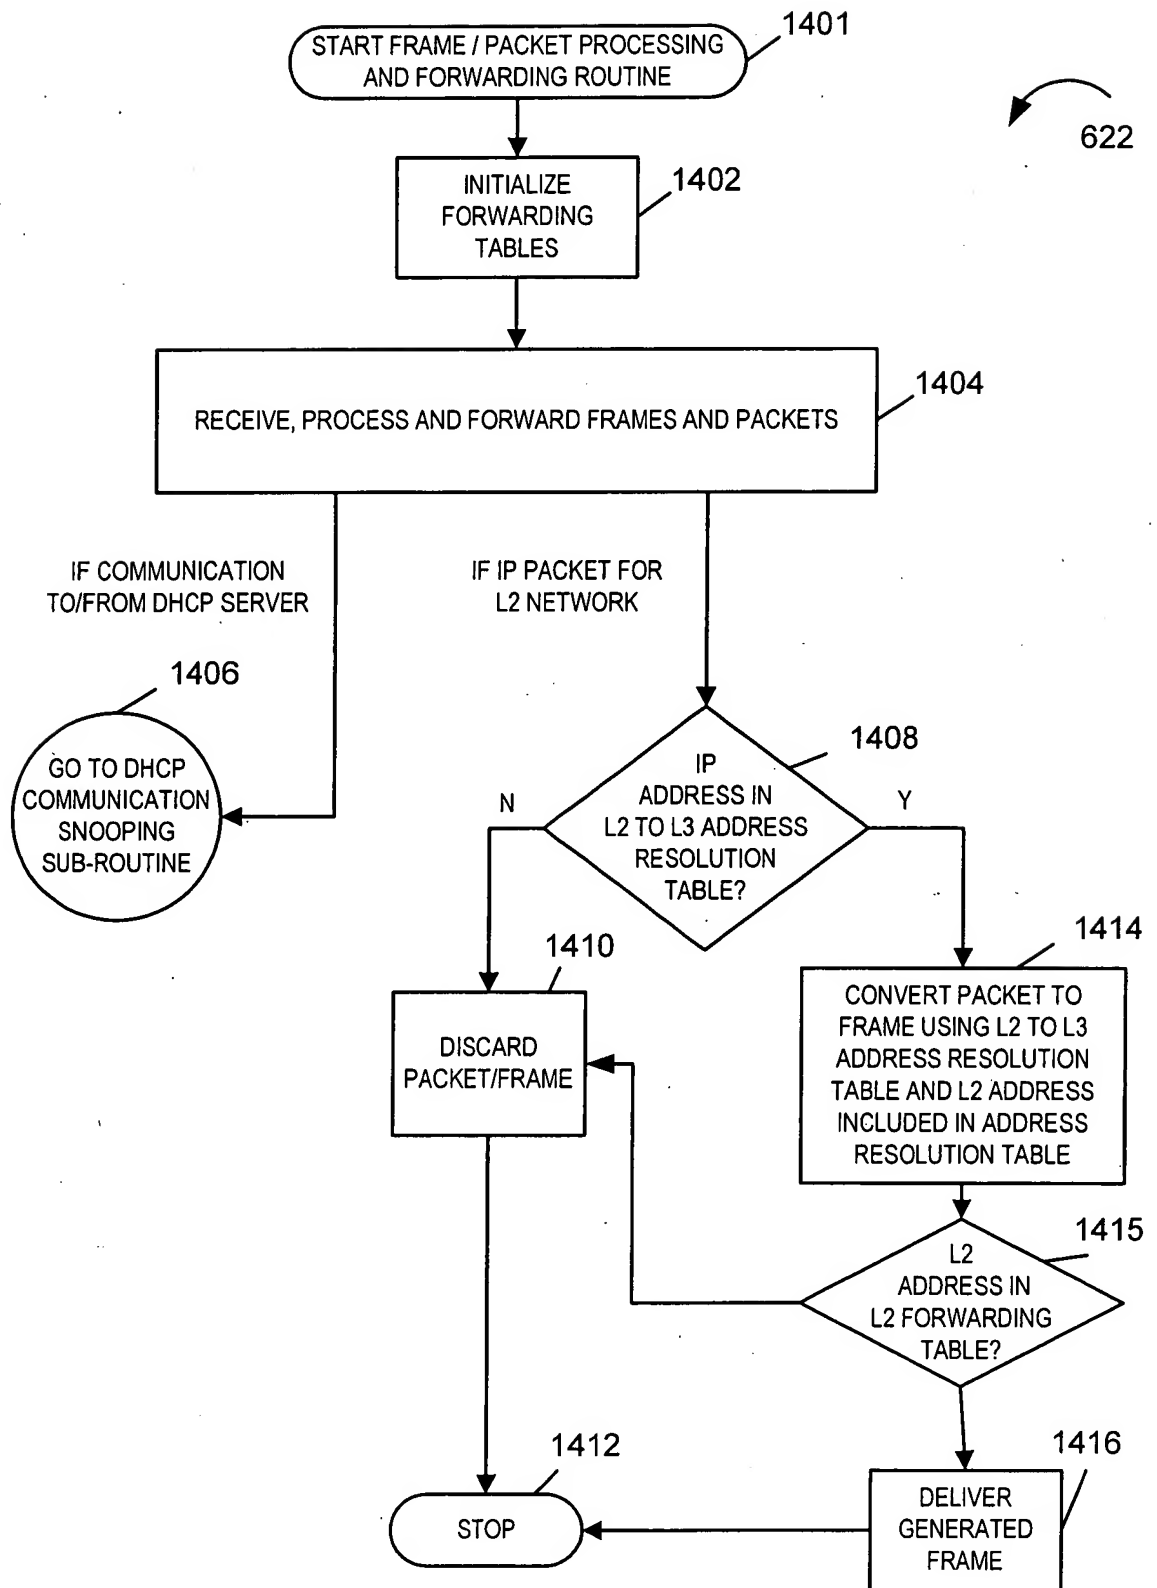 1401
START FRAME / PACKET PROCESSING
AND FORWARDING ROUTINE
622
1402
INITIALIZE
FORWARDING
TABLES
1404
RECEIVE, PROCESS AND FORWARD FRAMES AND PACKETS
IF COMMUNICATION
TO/FROM DHCP SERVER
IF IP PACKET FOR
L2 NETWORK
1406
GO TO DHCP
COMMUNICATION
SNOOPING
SUB-ROUTINE
1408
IP
ADDRESS IN
L2 TO L3 ADDRESS
RESOLUTION
TABLE?
N
Y
1410
DISCARD
PACKET/FRAME
1414
CONVERT PACKET TO
FRAME USING L2 TO L3
ADDRESS RESOLUTION
TABLE AND L2 ADDRESS
INCLUDED IN ADDRESS
RESOLUTION TABLE
1415
L2
ADDRESS IN
L2 FORWARDING
TABLE?
1412
STOP
1416
DELIVER
GENERATED
FRAME